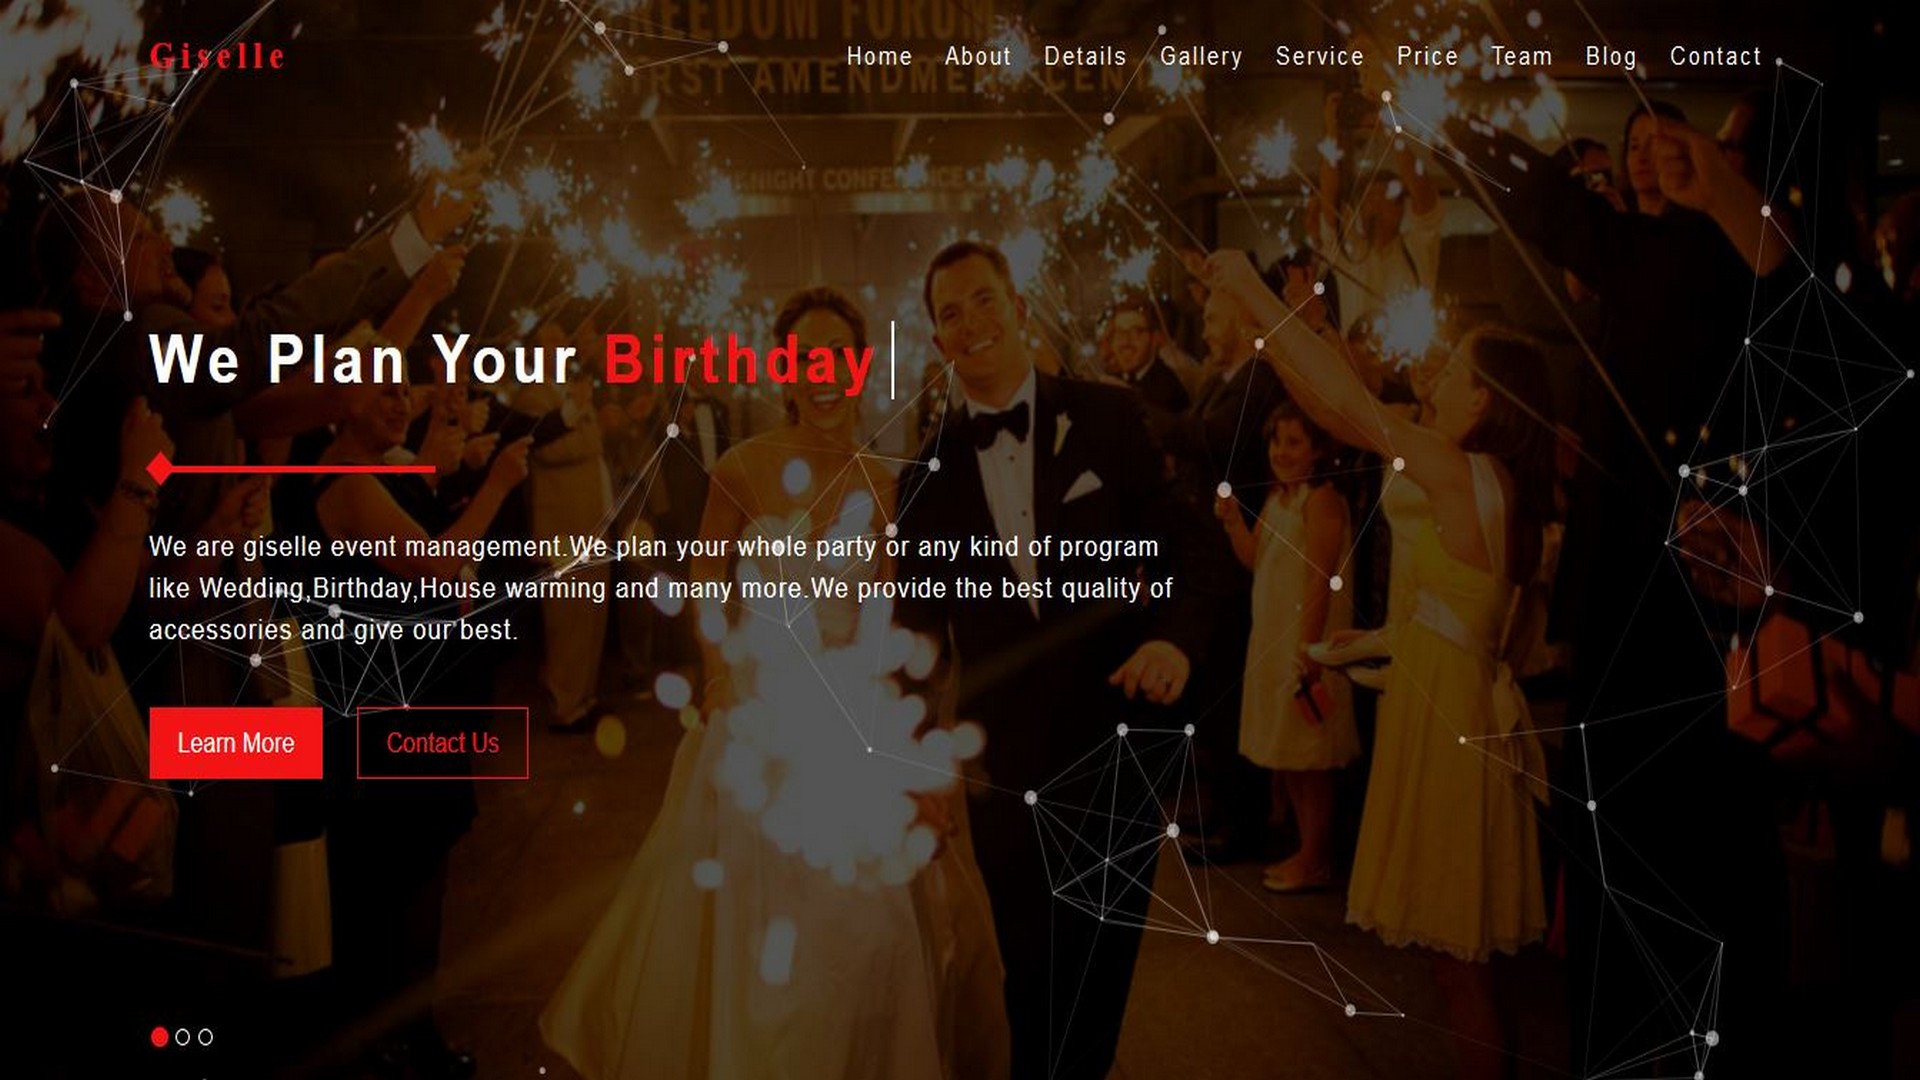 Giselle
Home About Details Gallery Service Price Team Blog Contact
FREEDOM FORUM
FIRST AMENDMENT CENT
KNIGHT CONFERENCE
We Plan Your Birthday
We are giselle event management.We plan your whole party or any kind of program
like Wedding,Birthday,House warming and many more.We provide the best quality of
accessories and give our best.
Learn More Contact Us